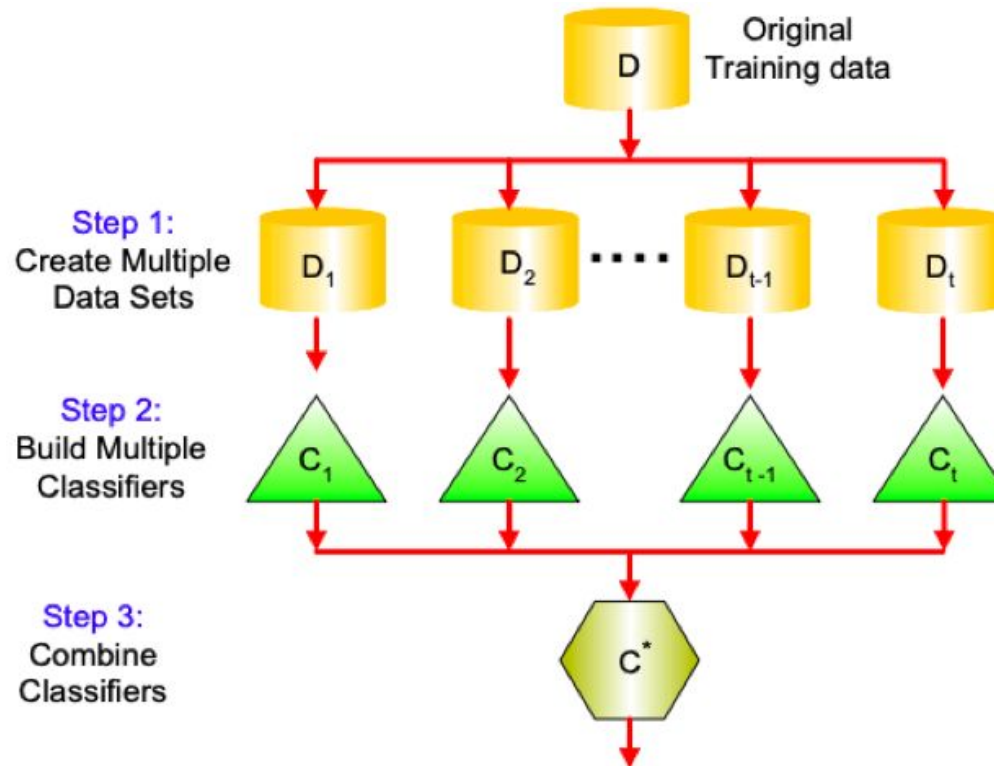 D
Original
Training data
Step 1:
Create Multiple
Data Sets
D₁
D₂
....
Dₜ₋₁
Dₜ
Step 2:
Build Multiple
Classifiers
C₁
C₂
Cₜ₋₁
Cₜ
Step 3:
Combine
Classifiers
C*